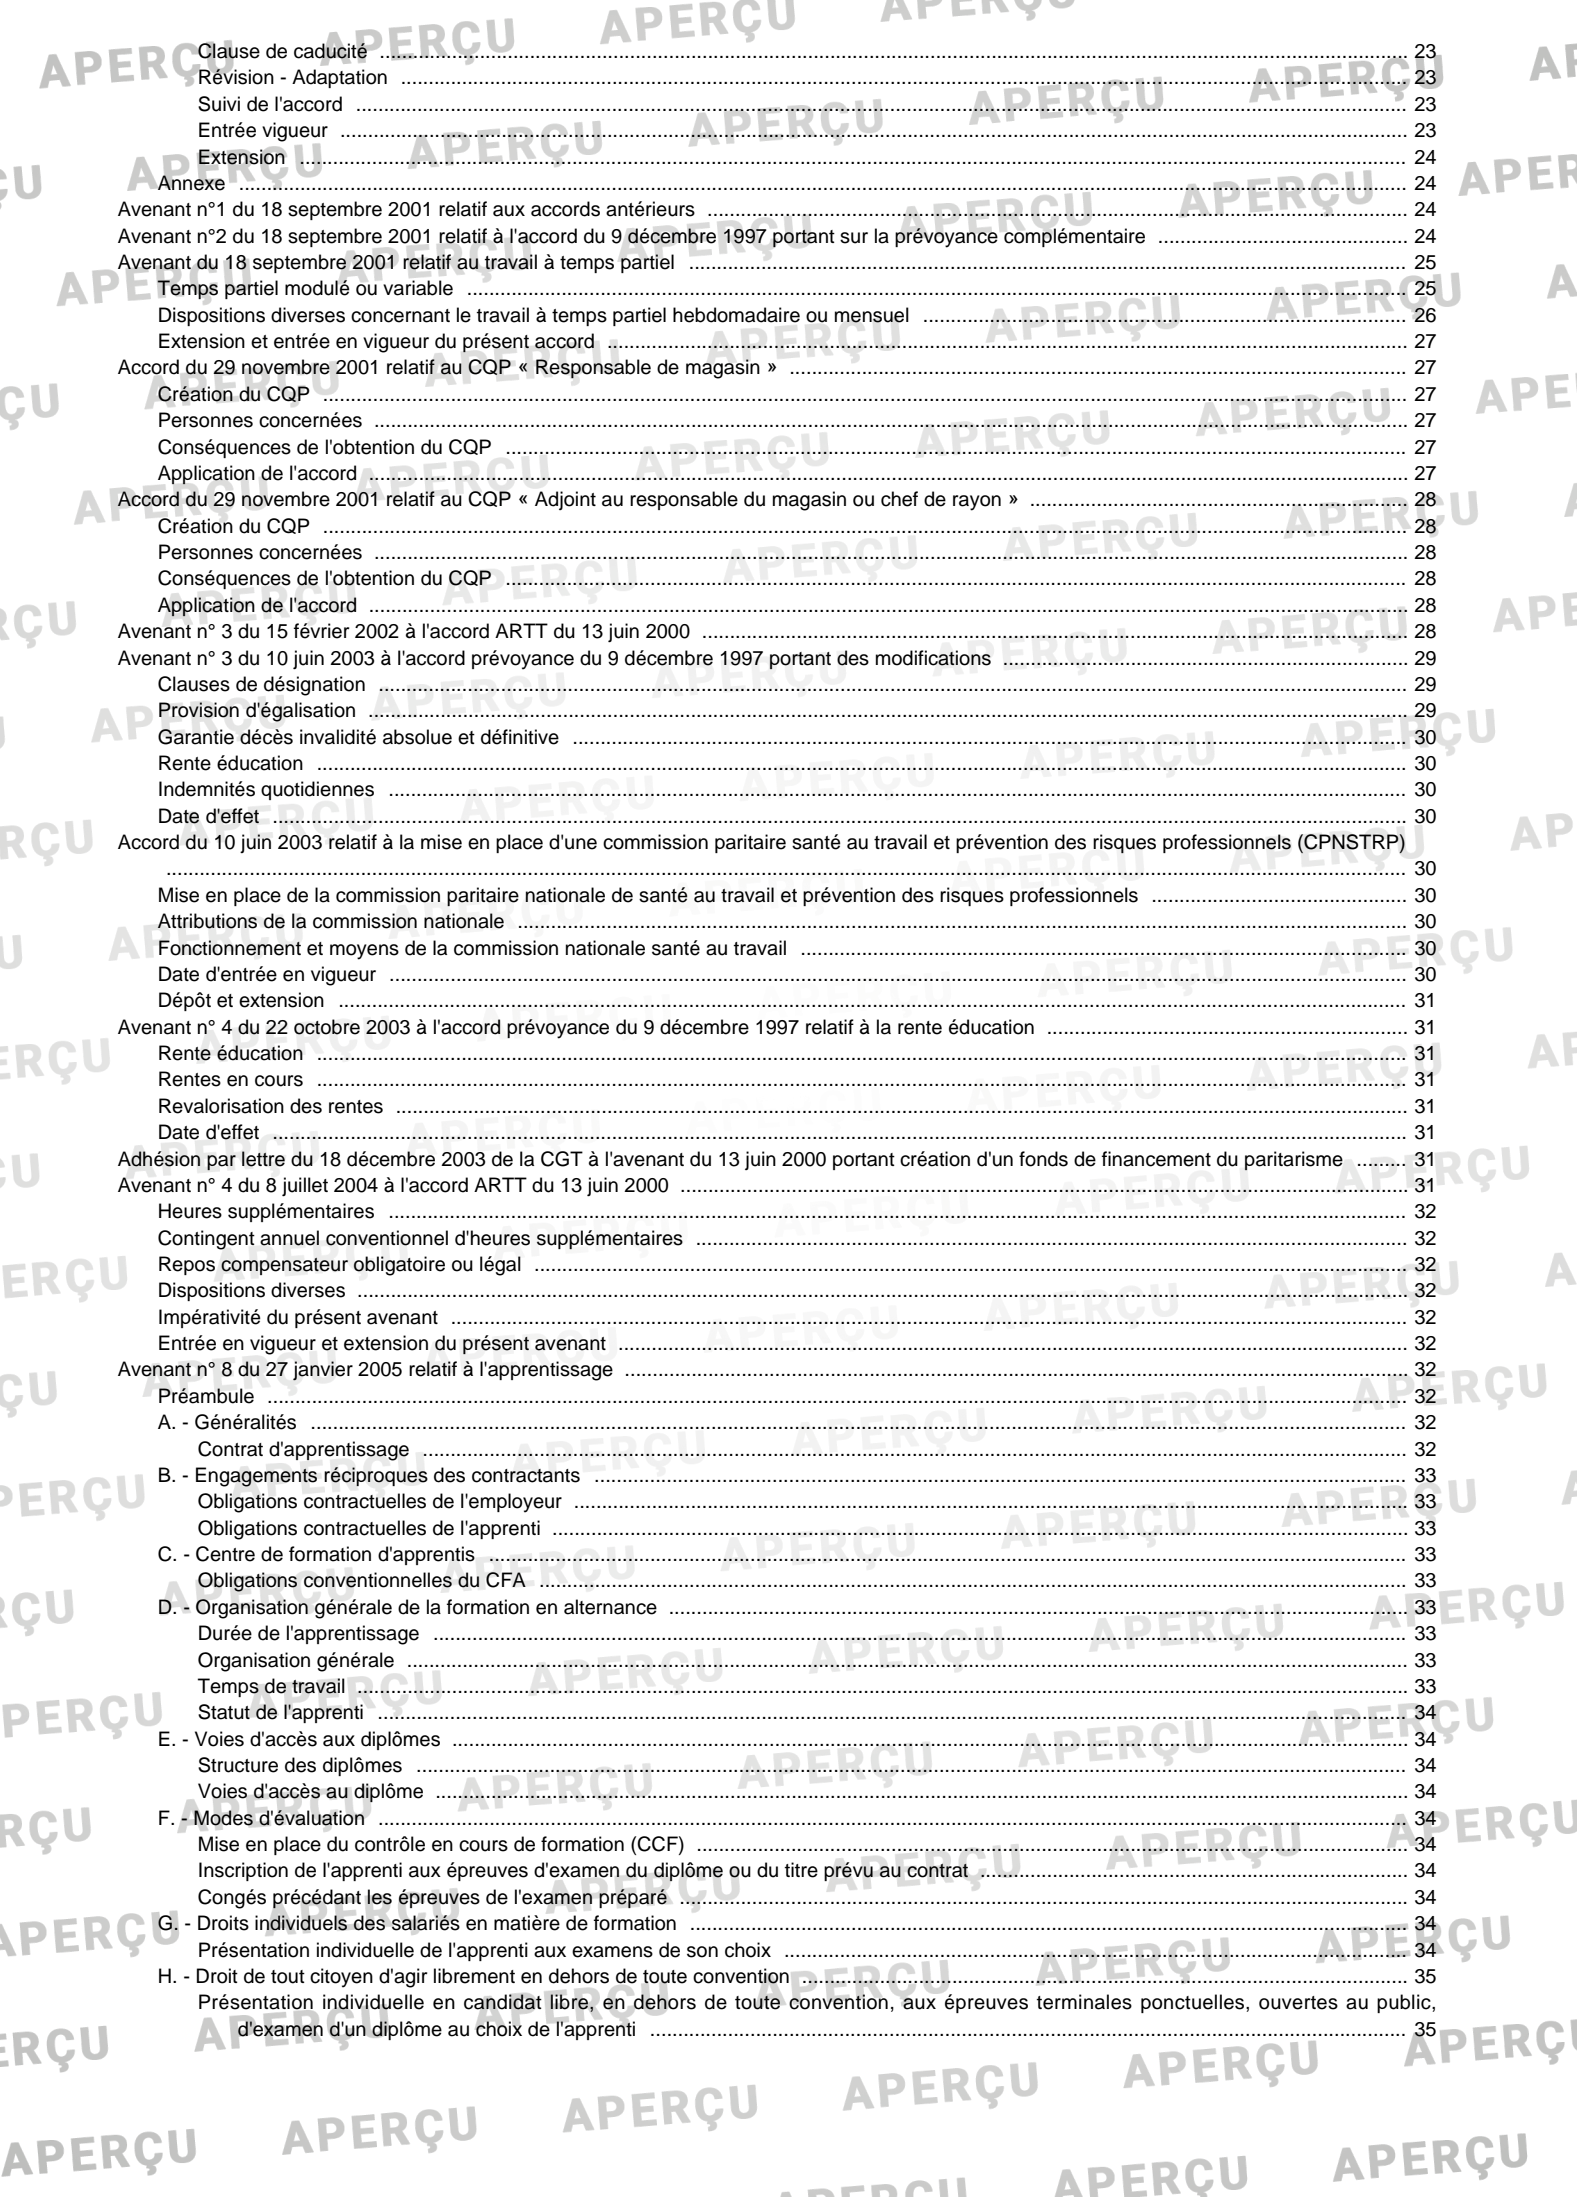 Clause de caducité ........ 23
Révision - Adaptation ........ 23
Suivi de l'accord ........ 23
Entrée vigueur ........ 23
Extension ........ 24
Annexe ........ 24
Avenant n°1 du 18 septembre 2001 relatif aux accords antérieurs ........ 24
Avenant n°2 du 18 septembre 2001 relatif à l'accord du 9 décembre 1997 portant sur la prévoyance complémentaire ........ 24
Avenant du 18 septembre 2001 relatif au travail à temps partiel ........ 25
Temps partiel modulé ou variable ........ 25
Dispositions diverses concernant le travail à temps partiel hebdomadaire ou mensuel ........ 26
Extension et entrée en vigueur du présent accord ........ 27
Accord du 29 novembre 2001 relatif au CQP « Responsable de magasin » ........ 27
Création du CQP ........ 27
Personnes concernées ........ 27
Conséquences de l'obtention du CQP ........ 27
Application de l'accord ........ 27
Accord du 29 novembre 2001 relatif au CQP « Adjoint au responsable du magasin ou chef de rayon » ........ 28
Création du CQP ........ 28
Personnes concernées ........ 28
Conséquences de l'obtention du CQP ........ 28
Application de l'accord ........ 28
Avenant n° 3 du 15 février 2002 à l'accord ARTT du 13 juin 2000 ........ 28
Avenant n° 3 du 10 juin 2003 à l'accord prévoyance du 9 décembre 1997 portant des modifications ........ 29
Clauses de désignation ........ 29
Provision d'égalisation ........ 29
Garantie décès invalidité absolue et définitive ........ 30
Rente éducation ........ 30
Indemnités quotidiennes ........ 30
Date d'effet ........ 30
Accord du 10 juin 2003 relatif à la mise en place d'une commission paritaire santé au travail et prévention des risques professionnels (CPNSTRP)
........ 30
Mise en place de la commission paritaire nationale de santé au travail et prévention des risques professionnels ........ 30
Attributions de la commission nationale ........ 30
Fonctionnement et moyens de la commission nationale santé au travail ........ 30
Date d'entrée en vigueur ........ 30
Dépôt et extension ........ 31
Avenant n° 4 du 22 octobre 2003 à l'accord prévoyance du 9 décembre 1997 relatif à la rente éducation ........ 31
Rente éducation ........ 31
Rentes en cours ........ 31
Revalorisation des rentes ........ 31
Date d'effet ........ 31
Adhésion par lettre du 18 décembre 2003 de la CGT à l'avenant du 13 juin 2000 portant création d'un fonds de financement du paritarisme ........ 31
Avenant n° 4 du 8 juillet 2004 à l'accord ARTT du 13 juin 2000 ........ 31
Heures supplémentaires ........ 32
Contingent annuel conventionnel d'heures supplémentaires ........ 32
Repos compensateur obligatoire ou légal ........ 32
Dispositions diverses ........ 32
Impérativité du présent avenant ........ 32
Entrée en vigueur et extension du présent avenant ........ 32
Avenant n° 8 du 27 janvier 2005 relatif à l'apprentissage ........ 32
Préambule ........ 32
A. - Généralités ........ 32
Contrat d'apprentissage ........ 32
B. - Engagements réciproques des contractants ........ 33
Obligations contractuelles de l'employeur ........ 33
Obligations contractuelles de l'apprenti ........ 33
C. - Centre de formation d'apprentis ........ 33
Obligations conventionnelles du CFA ........ 33
D. - Organisation générale de la formation en alternance ........ 33
Durée de l'apprentissage ........ 33
Organisation générale ........ 33
Temps de travail ........ 33
Statut de l'apprenti ........ 34
E. - Voies d'accès aux diplômes ........ 34
Structure des diplômes ........ 34
Voies d'accès au diplôme ........ 34
F. - Modes d'évaluation ........ 34
Mise en place du contrôle en cours de formation (CCF) ........ 34
Inscription de l'apprenti aux épreuves d'examen du diplôme ou du titre prévu au contrat ........ 34
Congés précédant les épreuves de l'examen préparé ........ 34
G. - Droits individuels des salariés en matière de formation ........ 34
Présentation individuelle de l'apprenti aux examens de son choix ........ 34
H. - Droit de tout citoyen d'agir librement en dehors de toute convention ........ 35
Présentation individuelle en candidat libre, en dehors de toute convention, aux épreuves terminales ponctuelles, ouvertes au public,
d'examen d'un diplôme au choix de l'apprenti ........ 35
APERÇU